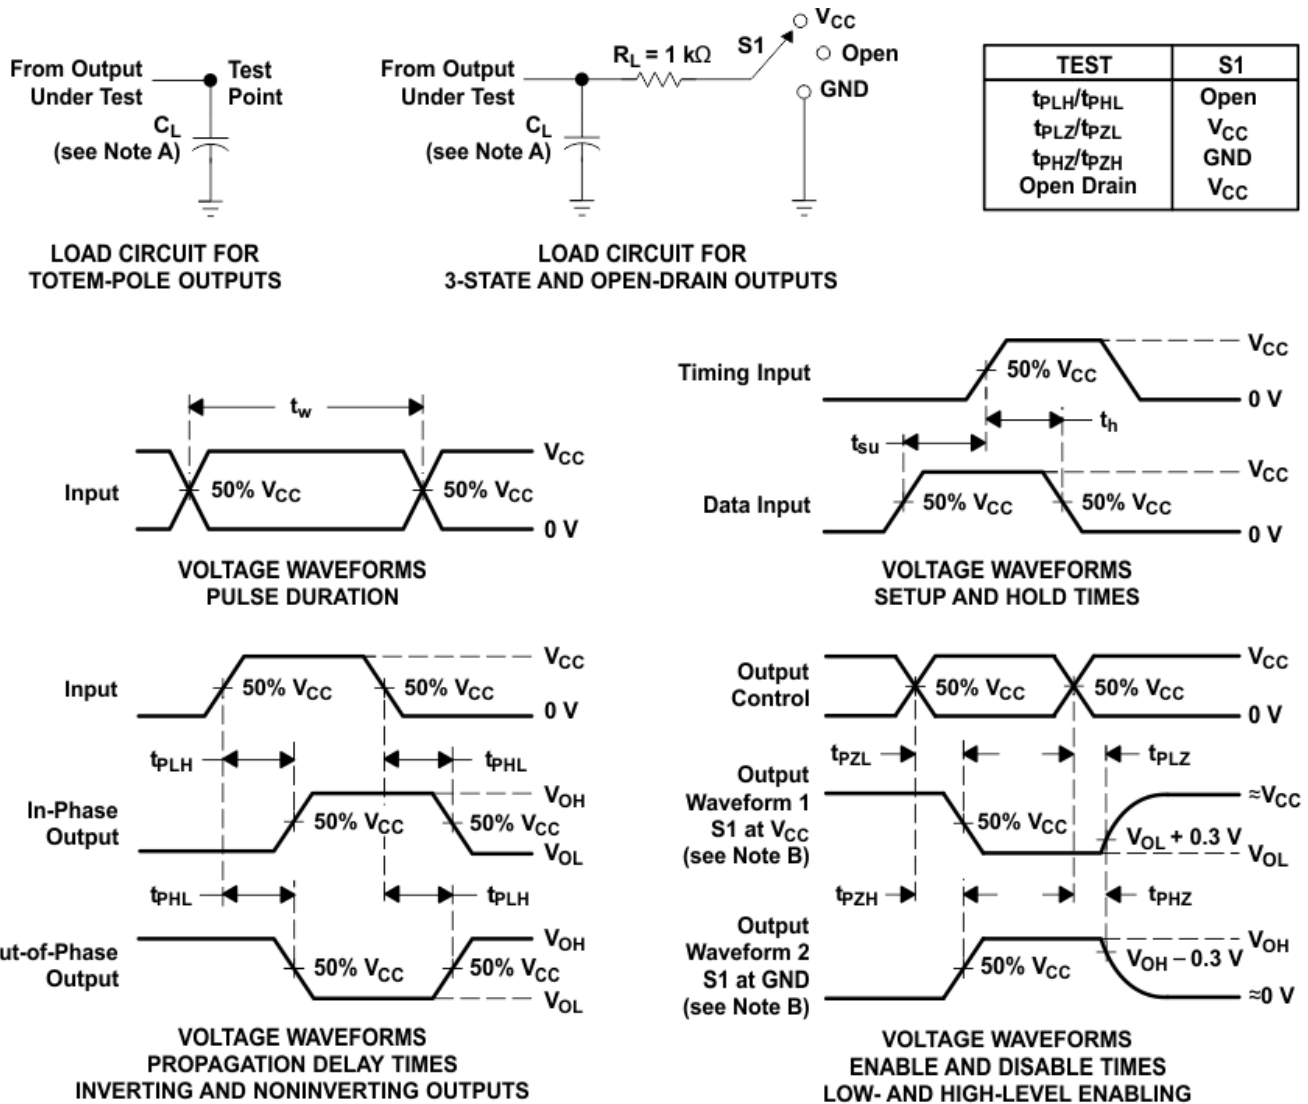 From Output
Under Test
Test
Point
CL
(see Note A)
LOAD CIRCUIT FOR
TOTEM-POLE OUTPUTS
From Output
Under Test
RL = 1 kΩ
S1
VCC
Open
GND
CL
(see Note A)
LOAD CIRCUIT FOR
3-STATE AND OPEN-DRAIN OUTPUTS
TEST S1
tPLH/tPHL Open
tPLZ/tPZL VCC
tPHZ/tPZH GND
Open Drain VCC
tw
Input
50% VCC
50% VCC
VCC
0 V
VOLTAGE WAVEFORMS
PULSE DURATION
Timing Input
50% VCC
VCC
0 V
tsu
th
Data Input
50% VCC
50% VCC
VCC
0 V
VOLTAGE WAVEFORMS
SETUP AND HOLD TIMES
Input
50% VCC
50% VCC
VCC
0 V
tPLH
tPHL
In-Phase
Output
50% VCC
50% VCC
VOH
VOL
tPHL
tPLH
ut-of-Phase
Output
50% VCC
50% VCC
VOH
VOL
VOLTAGE WAVEFORMS
PROPAGATION DELAY TIMES
INVERTING AND NONINVERTING OUTPUTS
Output
Control
50% VCC
50% VCC
VCC
0 V
tPZL
tPLZ
Output
Waveform 1
S1 at VCC
(see Note B)
50% VCC
VOL + 0.3 V
≈VCC
VOL
tPZH
tPHZ
Output
Waveform 2
S1 at GND
(see Note B)
50% VCC
VOH − 0.3 V
VOH
≈0 V
VOLTAGE WAVEFORMS
ENABLE AND DISABLE TIMES
LOW- AND HIGH-LEVEL ENABLING